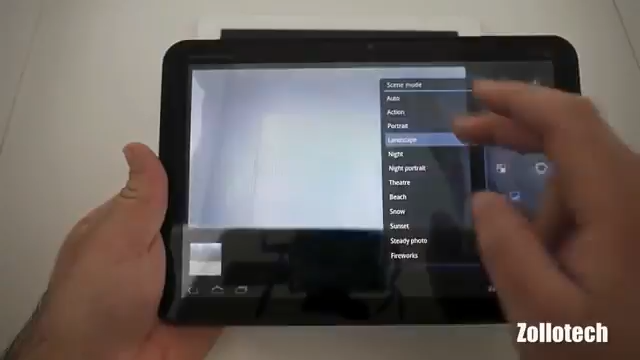 Scene mode
Auto
Action
Portrait
Landscape
Night
Night portrait
Theatre
Beach
Snow
Sunset
Steady photo
Fireworks
Zollotech